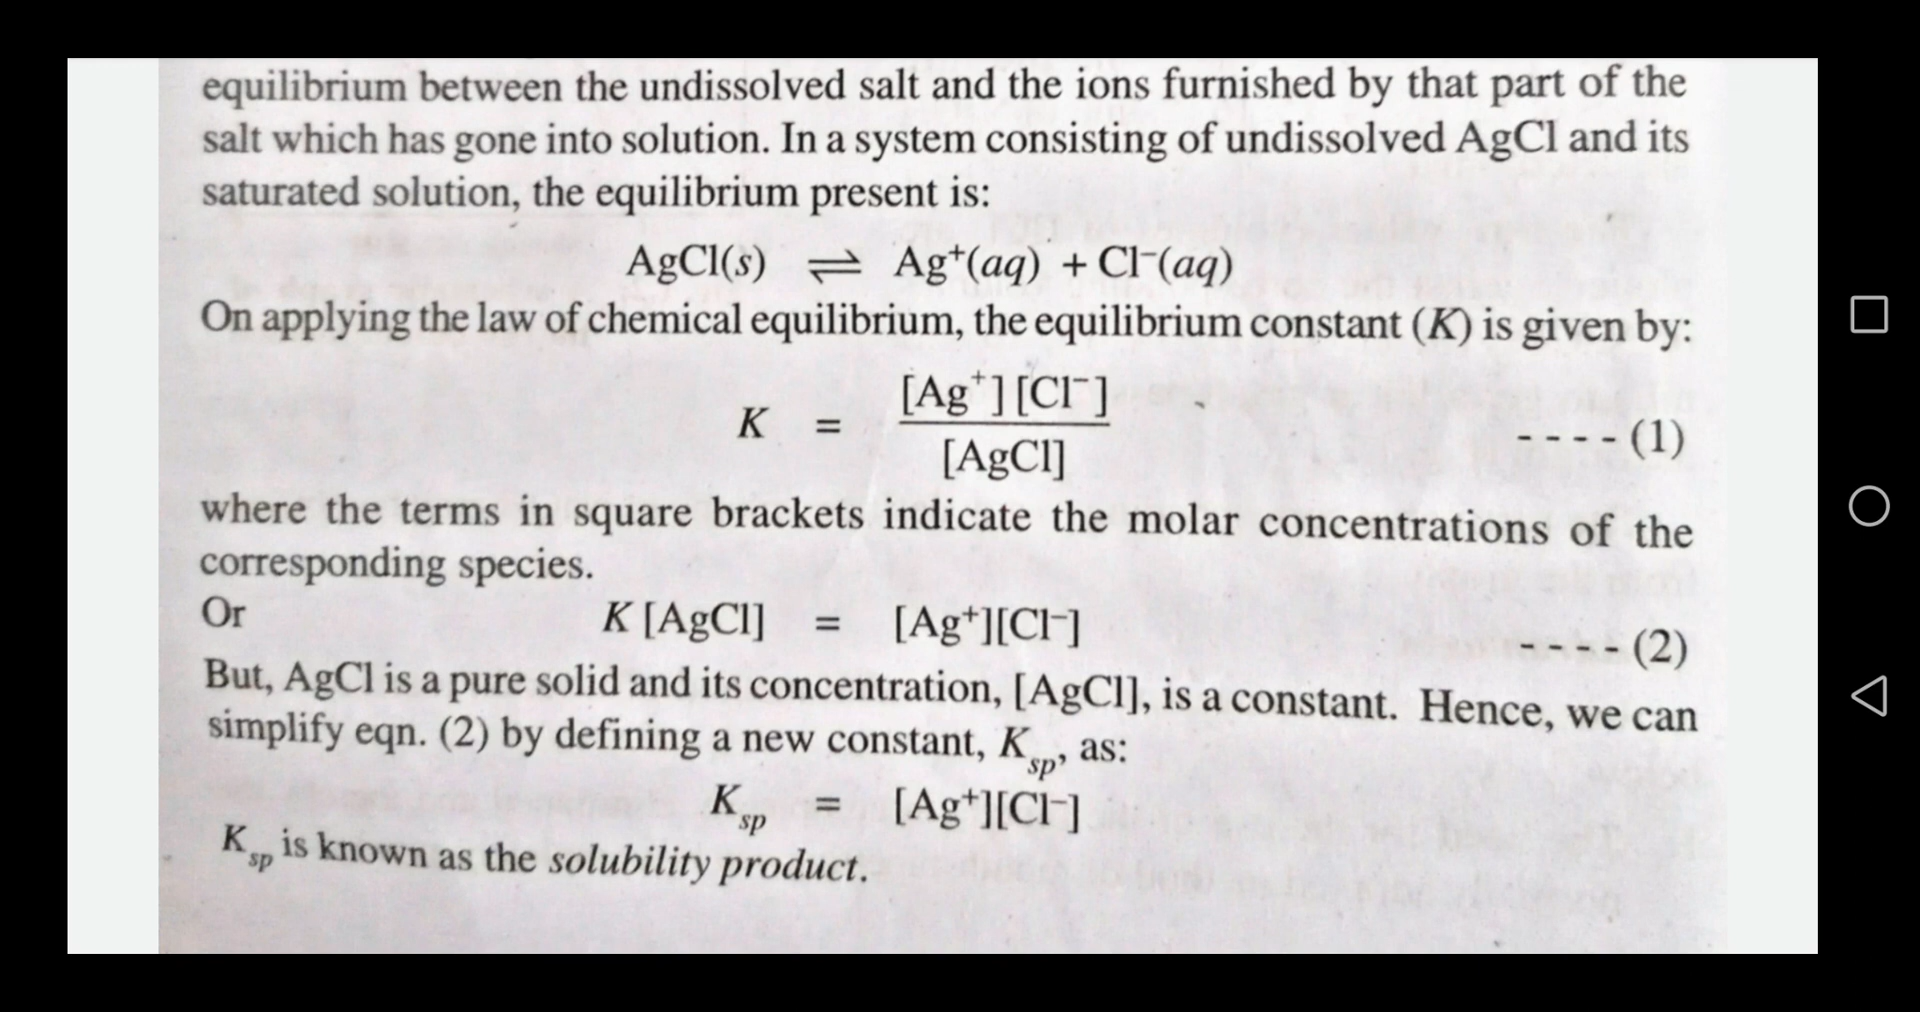 equilibrium between the undissolved salt and the ions furnished by that part of the
salt which has gone into solution. In a system consisting of undissolved AgCl and its
saturated solution, the equilibrium present is:
AgCl(s) ⇌ Ag⁺(aq) + Cl⁻(aq)
On applying the law of chemical equilibrium, the equilibrium constant (K) is given by:
K = [Ag⁺] [Cl⁻] / [AgCl] - - - - (1)
where the terms in square brackets indicate the molar concentrations of the
corresponding species.
Or K [AgCl] = [Ag⁺][Cl⁻] - - - - (2)
But, AgCl is a pure solid and its concentration, [AgCl], is a constant. Hence, we can
simplify eqn. (2) by defining a new constant, Ksp, as:
Ksp = [Ag⁺][Cl⁻]
Ksp is known as the solubility product.